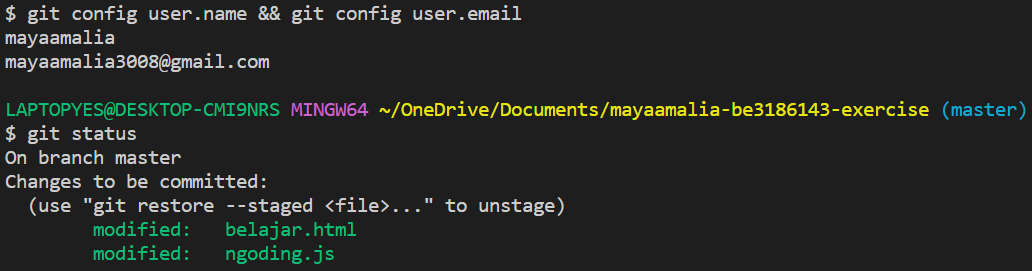 $ git config user.name && git config user.email
mayaamalia
mayaamalia3008@gmail.com
LAPTOPYES@DESKTOP-CMI9NRS MINGW64 ~/OneDrive/Documents/mayaamalia-be3186143-exercise (master)
$ git status
On branch master
Changes to be committed:
  (use "git restore --staged <file>..." to unstage)
        modified:   belajar.html
        modified:   ngoding.js